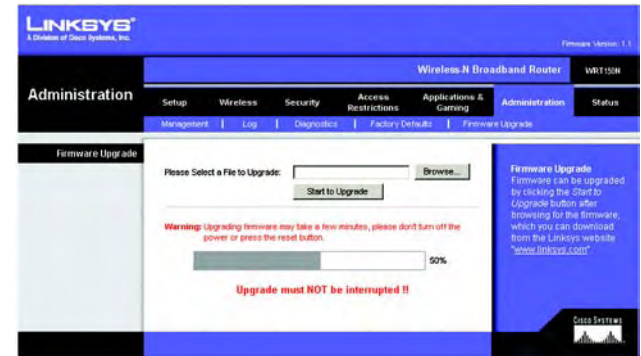 LINKSYS®
A Division of Cisco Systems, Inc.
Firmware Version: 1.1
Wireless-N Broadband Router WRT150N
Administration
Setup Wireless Security Access Restrictions Applications & Gaming Administration Status
Management | Log | Diagnostics | Factory Defaults | Firmware Upgrade
Firmware Upgrade
Please Select a File to Upgrade: Browse...
Start to Upgrade
Warning: Upgrading firmware may take a few minutes, please don't turn off the
power or press the reset button.
50%
Upgrade must NOT be interrupted !!
Firmware Upgrade
Firmware can be upgraded
by clicking the Start to
Upgrade button after
browsing for the firmware,
which you can download
from the Linksys website
"www.linksys.com".
CISCO SYSTEMS